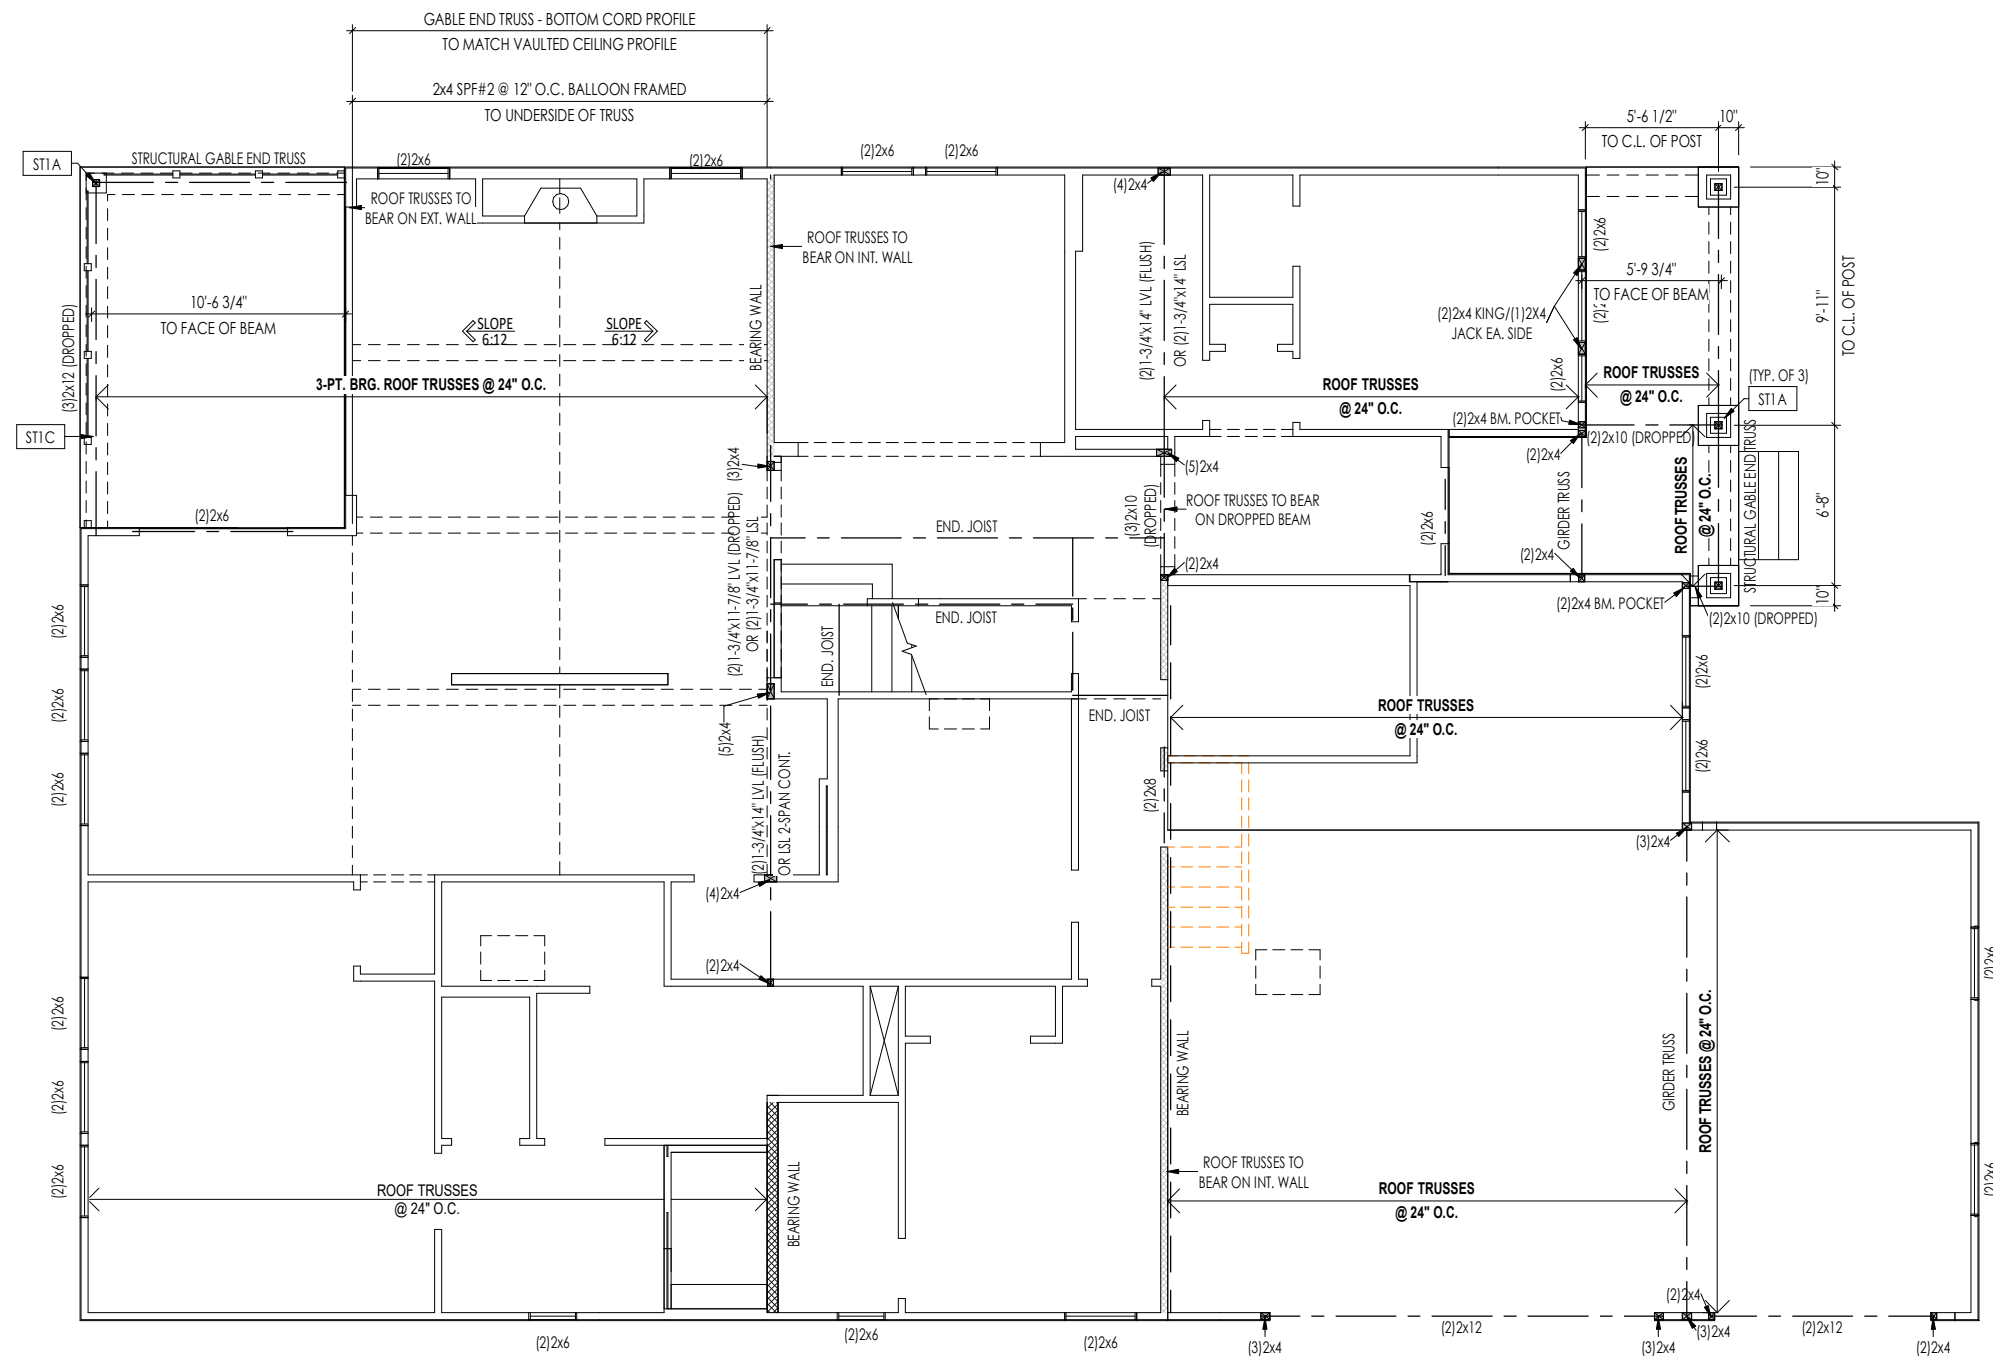 GABLE END TRUSS - BOTTOM CORD PROFILE
TO MATCH VAULTED CEILING PROFILE
2x4 SPF#2 @ 12" O.C. BALLOON FRAMED
TO UNDERSIDE OF TRUSS
5'-6 1/2"
10"
TO C.L. OF POST
ST1A
STRUCTURAL GABLE END TRUSS
(2)2x6
(2)2x6
(2)2x6
(2)2x6
(4)2x4
10"
ROOF TRUSSES TO
BEAR ON EXT. WALL
ROOF TRUSSES TO
BEAR ON INT. WALL
(2)1-3/4"x14" LVL (FLUSH)
OR (2)1-3/4"x14" LSL
(2)2x6
5'-9 3/4"
TO FACE OF BEAM
9'-11"
TO C.L. OF POST
10'-6 3/4"
TO FACE OF BEAM
(3)2x12 (DROPPED)
SLOPE
6:12
SLOPE
6:12
BEARING WALL
(2)2x4 KING/(1)2X4
JACK EA. SIDE
3-PT. BRG. ROOF TRUSSES @ 24" O.C.
ROOF TRUSSES
@ 24" O.C.
(2)2x6
ROOF TRUSSES
@ 24" O.C.
(TYP. OF 3)
ST1A
(2)2x4 BM. POCKET
(2)2x10 (DROPPED)
ST1C
(3)2x4
(5)2x4
(2)2x4
ROOF TRUSSES
@ 24" O.C.
STRUCTURAL GABLE END TRUSS
6'-8"
ROOF TRUSSES TO BEAR
ON DROPPED BEAM
(3)2x10
(DROPPED)
(2)2x6
(2)2x6
GIRDER TRUSS
END. JOIST
(2)1-3/4"x11-7/8" LVL (DROPPED)
OR (2)1-3/4"x11-7/8" LSL
(2)2x4
(2)2x4
(2)2x4 BM. POCKET
10"
(2)2x10 (DROPPED)
(2)2x6
END. JOIST
END. JOIST
(2)2x6
(2)2x6
(5)2x4
END. JOIST
ROOF TRUSSES
@ 24" O.C.
(2)2x6
(2)2x6
(2)1-3/4"x14" LVL (FLUSH)
OR LSL 2-SPAN CONT.
(2)2x8
(3)2x4
(4)2x4
(2)2x4
(2)2x6
(2)2x6
(2)2x6
(2)2x6
BEARING WALL
GIRDER TRUSS
ROOF TRUSSES @ 24" O.C.
ROOF TRUSSES
@ 24" O.C.
BEARING WALL
ROOF TRUSSES TO
BEAR ON INT. WALL
ROOF TRUSSES
@ 24" O.C.
(2)2x6
(2)2x6
(2)2x6
(2)2x6
(2)2x4
(3)2x4
(2)2x12
(3)2x4
(3)2x4
(2)2x12
(2)2x4